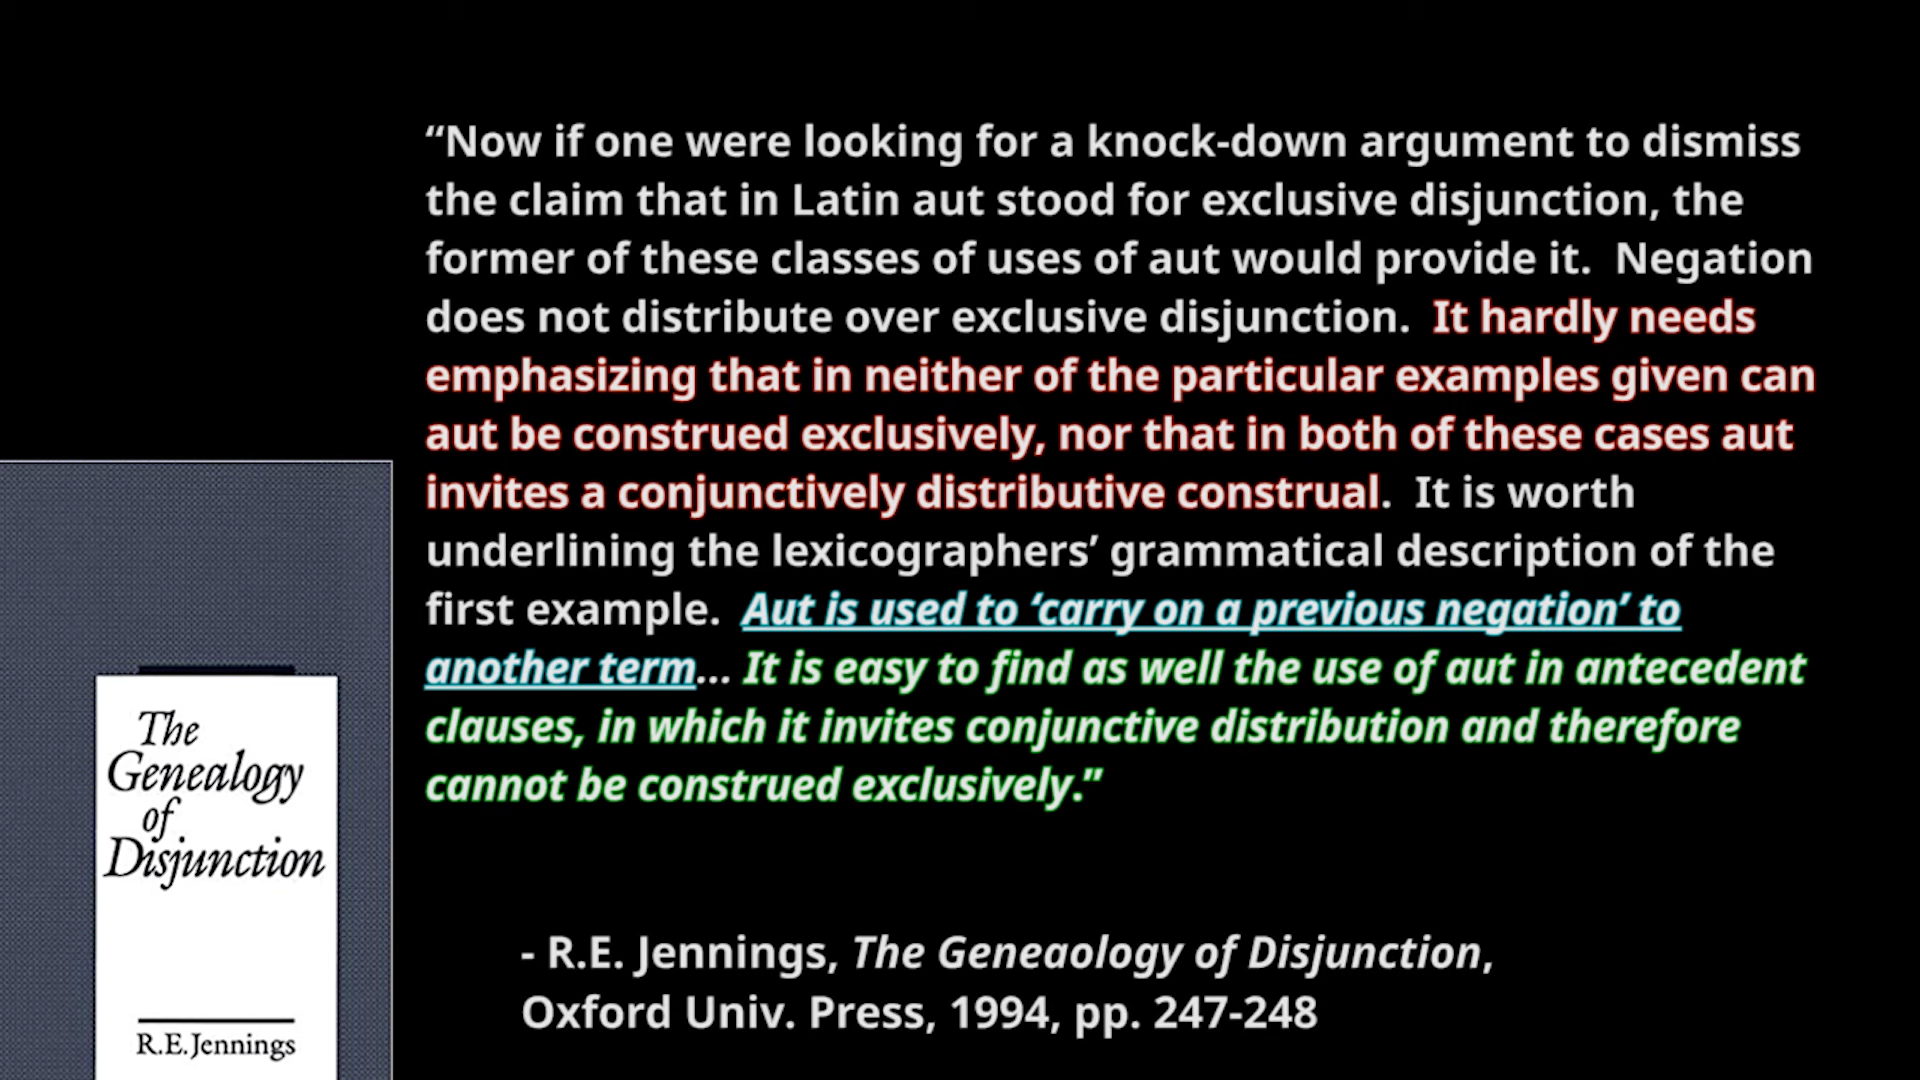 “Now if one were looking for a knock-down argument to dismiss
the claim that in Latin aut stood for exclusive disjunction, the
former of these classes of uses of aut would provide it.  Negation
does not distribute over exclusive disjunction.  It hardly needs
emphasizing that in neither of the particular examples given can
aut be construed exclusively, nor that in both of these cases aut
invites a conjunctively distributive construal.  It is worth
underlining the lexicographers’ grammatical description of the
first example.  Aut is used to ‘carry on a previous negation’ to
another term... It is easy to find as well the use of aut in antecedent
clauses, in which it invites conjunctive distribution and therefore
cannot be construed exclusively.”
- R.E. Jennings, The Geneaology of Disjunction,
Oxford Univ. Press, 1994, pp. 247-248
The
Genealogy
of
Disjunction
R.E.Jennings